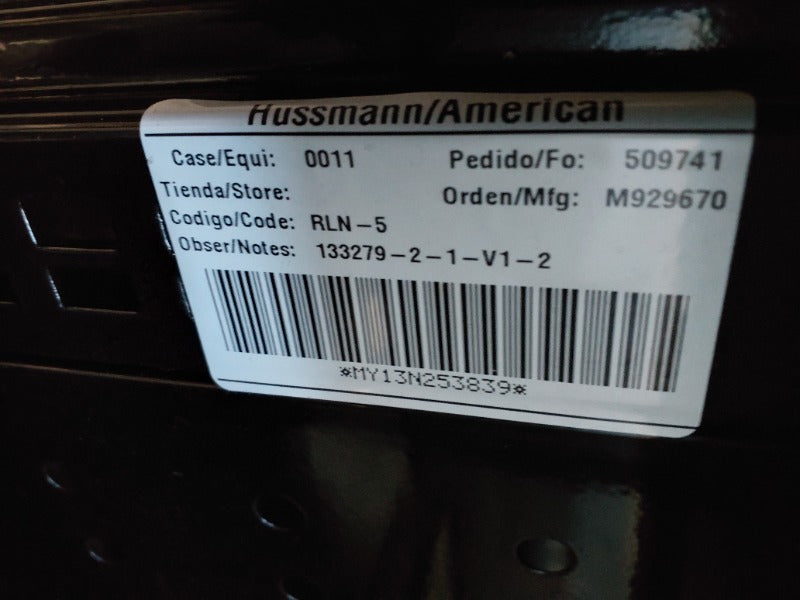 Hussmann/American
Case/Equi: 0011 Pedido/Fo: 509741
Tienda/Store: Orden/Mfg: M929670
Codigo/Code: RLN-5
Obser/Notes: 133279-2-1-V1-2
*MY13N253839*